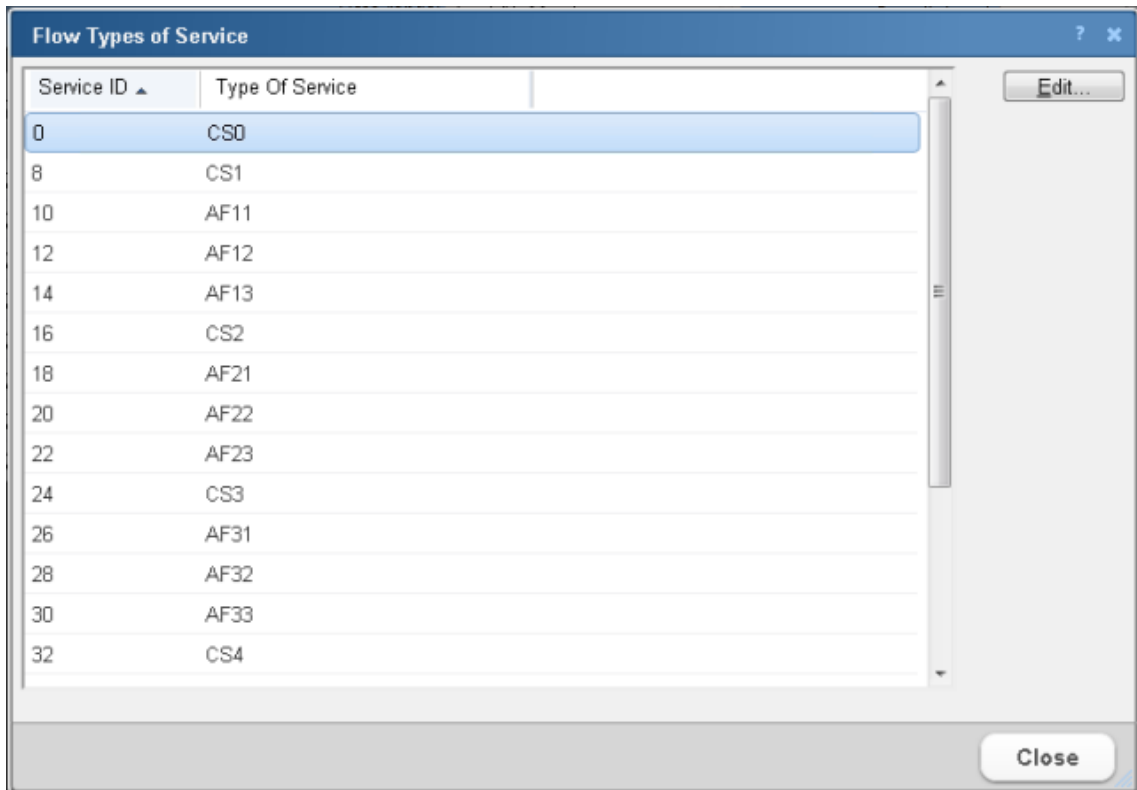 Flow Types of Service
Service ID Type Of Service
Edit...
0 CS0
8 CS1
10 AF11
12 AF12
14 AF13
16 CS2
18 AF21
20 AF22
22 AF23
24 CS3
26 AF31
28 AF32
30 AF33
32 CS4
Close